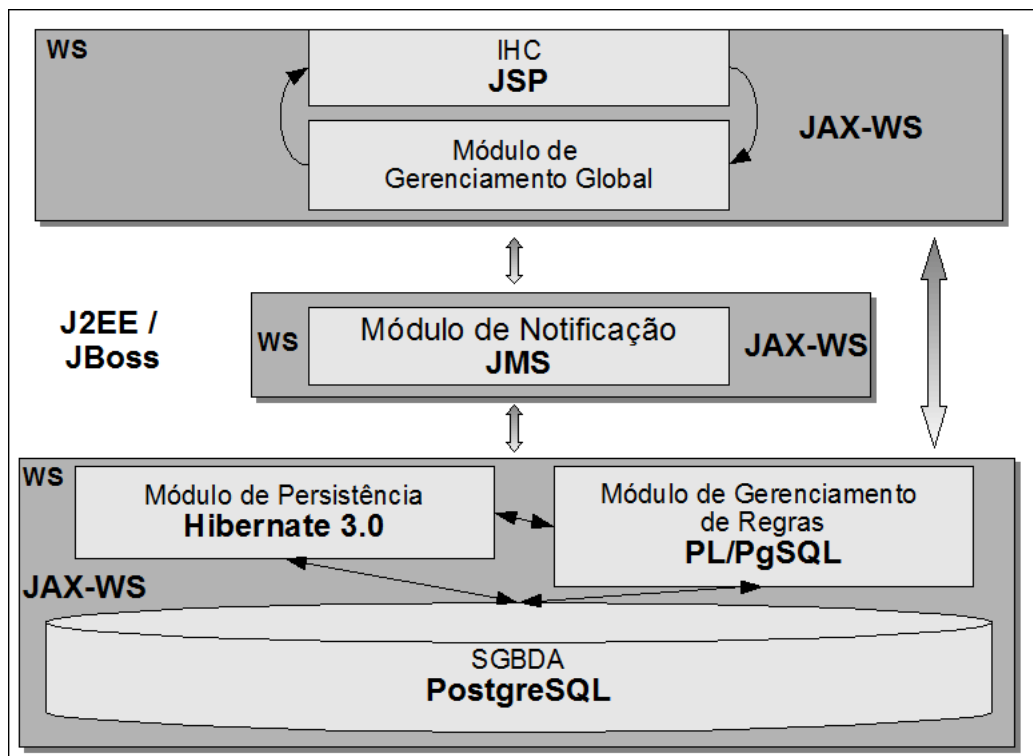 WS
IHC
JSP
JAX-WS
Módulo de
Gerenciamento Global
J2EE /
JBoss
WS
Módulo de Notificação
JMS
JAX-WS
WS
Módulo de Persistência
Hibernate 3.0
Módulo de Gerenciamento
de Regras
PL/PgSQL
JAX-WS
SGBDA
PostgreSQL